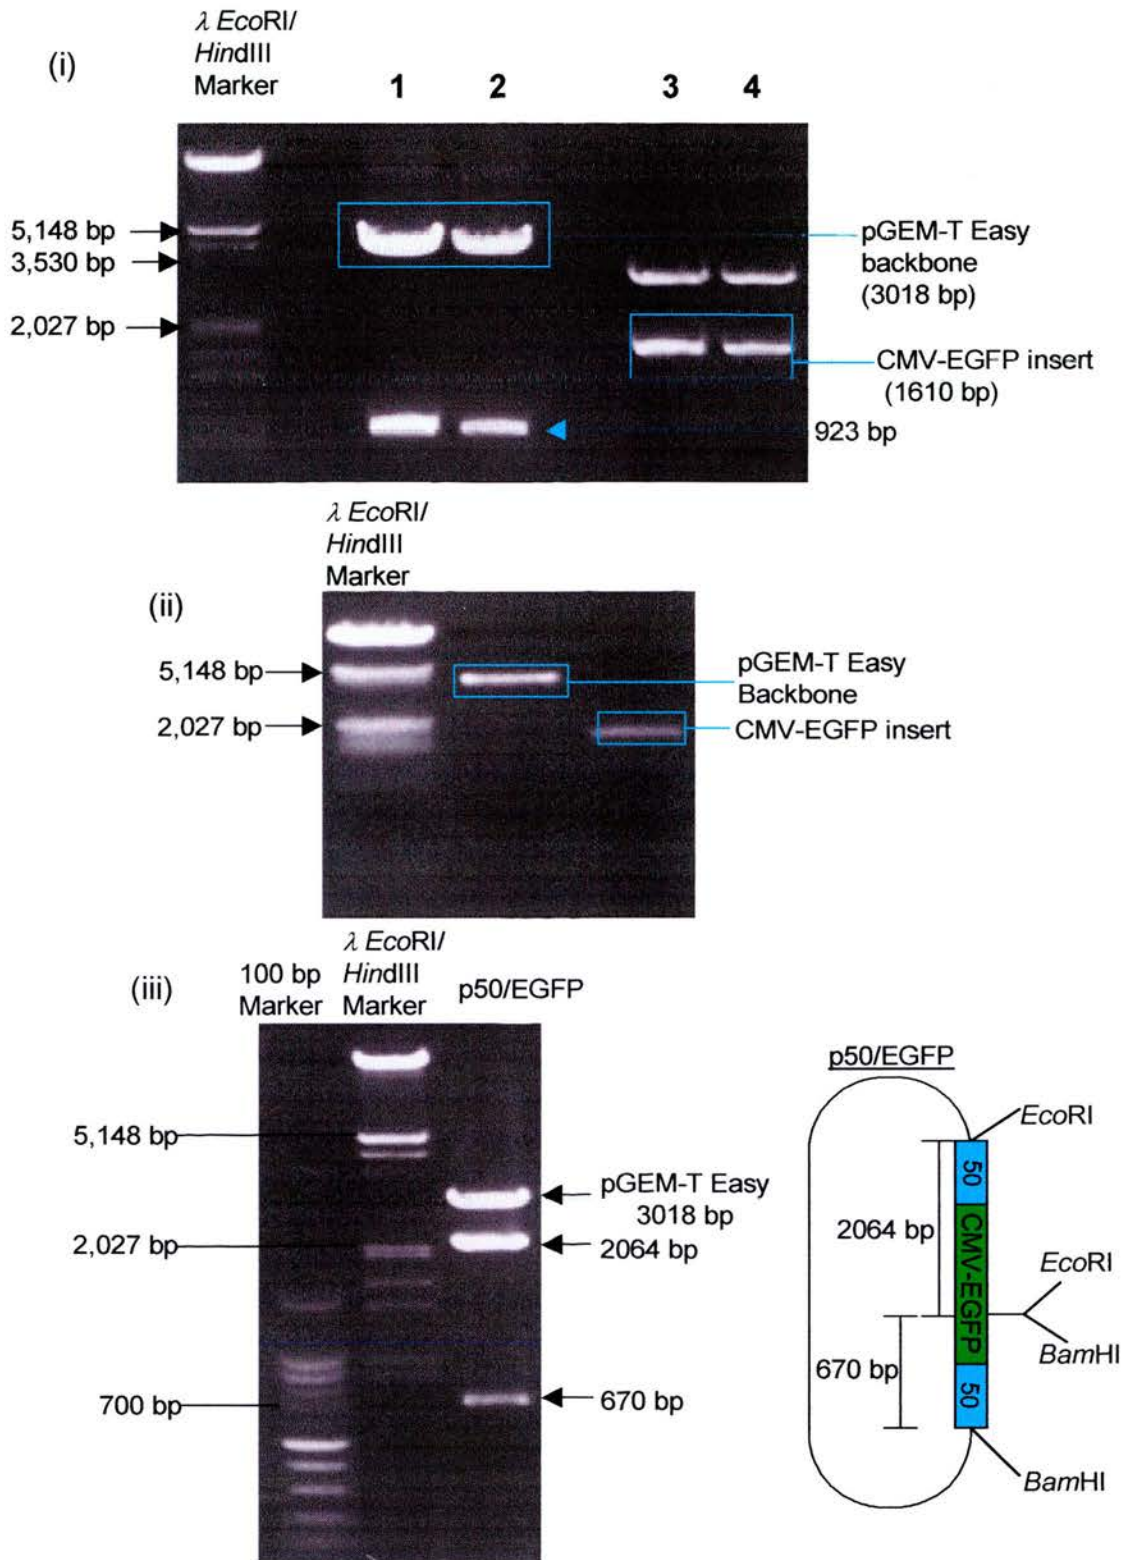 (i)
λ EcoRI/
HindIII
Marker
1
2
3
4
5,148 bp
3,530 bp
2,027 bp
pGEM-T Easy
backbone
(3018 bp)
CMV-EGFP insert
(1610 bp)
923 bp
(ii)
λ EcoRI/
HindIII
Marker
5,148 bp
2,027 bp
pGEM-T Easy
Backbone
CMV-EGFP insert
(iii)
100 bp
Marker
λ EcoRI/
HindIII
Marker
p50/EGFP
5,148 bp
2,027 bp
700 bp
pGEM-T Easy
3018 bp
2064 bp
670 bp
p50/EGFP
EcoRI
50
CMV-EGFP
50
2064 bp
EcoRI
BamHI
670 bp
BamHI